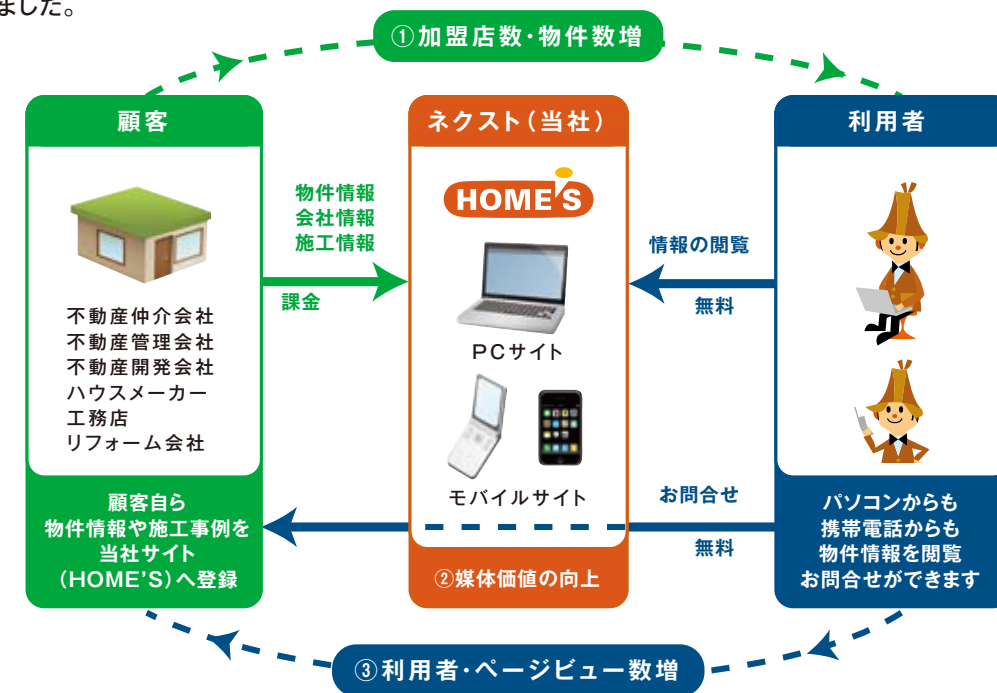 ました。
①加盟店数・物件数増
顧客
物件情報
会社情報
施工情報
課金
不動産仲介会社
不動産管理会社
不動産開発会社
ハウスメーカー
工務店
リフォーム会社
顧客自ら
物件情報や施工事例を
当社サイト
(HOME'S)へ登録
ネクスト(当社)
HOME'S
PCサイト
モバイルサイト
②媒体価値の向上
情報の閲覧
無料
お問合せ
無料
利用者
パソコンからも
携帯電話からも
物件情報を閲覧
お問合せができます
③利用者・ページビュー数増